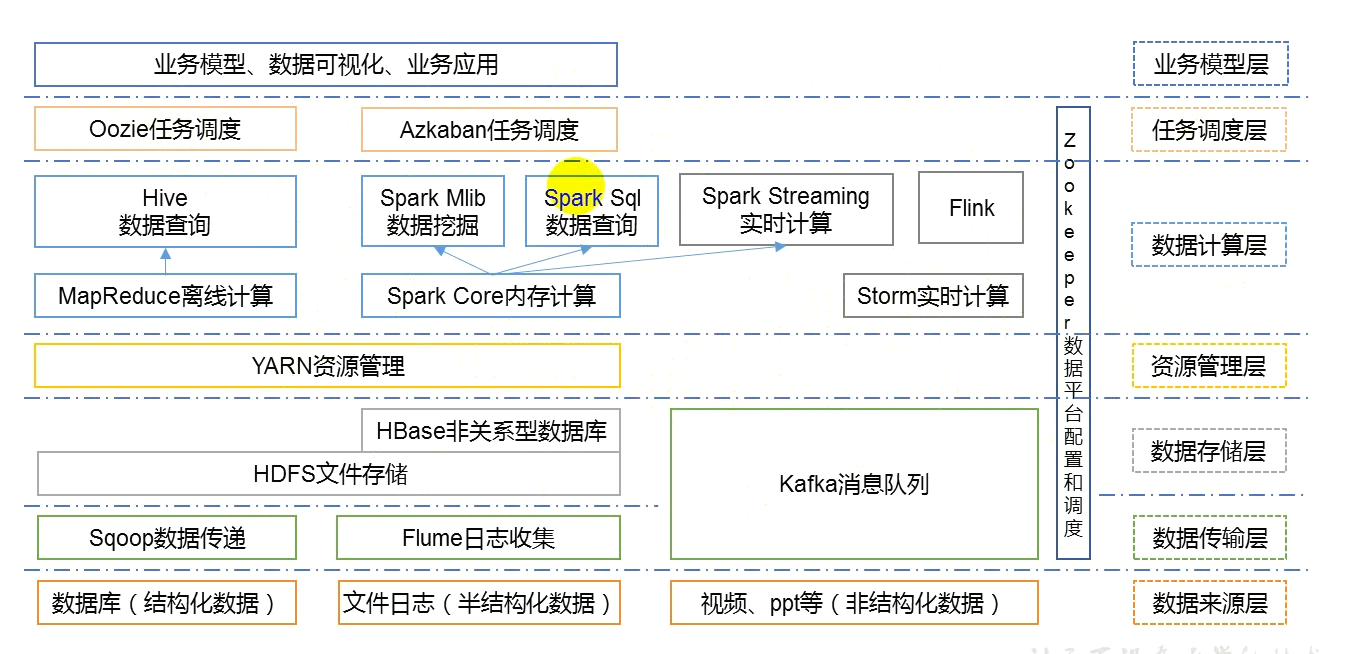 业务模型、数据可视化、业务应用
业务模型层
Oozie任务调度
Azkaban任务调度
任务调度层
Hive
数据查询
Spark Mlib
数据挖掘
Spark Sql
数据查询
Spark Streaming
实时计算
Flink
数据计算层
MapReduce离线计算
Spark Core内存计算
Storm实时计算
Zookeeper数据平台配置和调度
YARN资源管理
资源管理层
HBase非关系型数据库
HDFS文件存储
Kafka消息队列
数据存储层
Sqoop数据传递
Flume日志收集
数据传输层
数据库（结构化数据）
文件日志（半结构化数据）
视频、ppt等（非结构化数据）
数据来源层